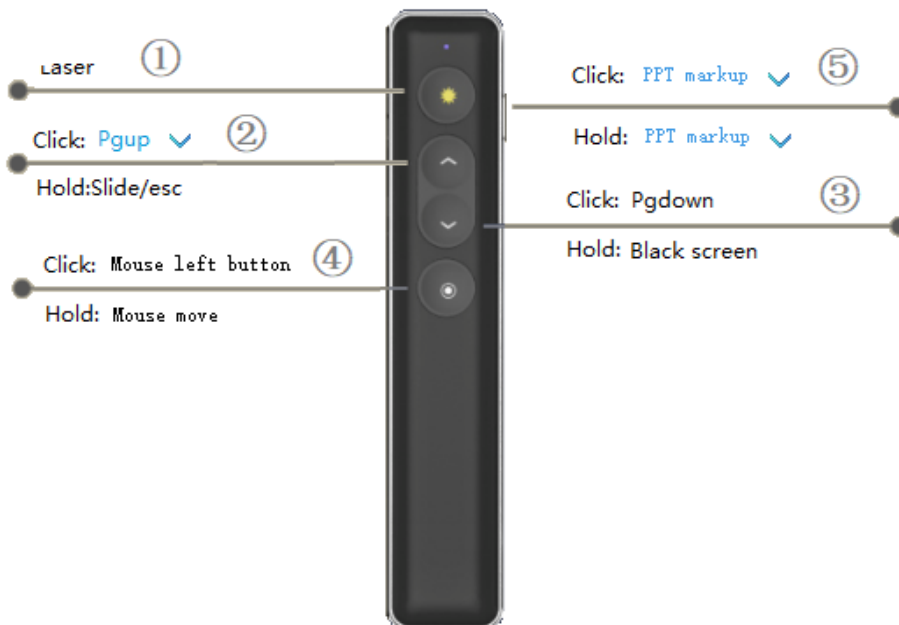 Laser ①
Click: Pgup ②
Hold:Slide/esc
Click: Mouse left button ④
Hold: Mouse move
Click: PPT markup ⑤
Hold: PPT markup
Click: Pgdown ③
Hold: Black screen